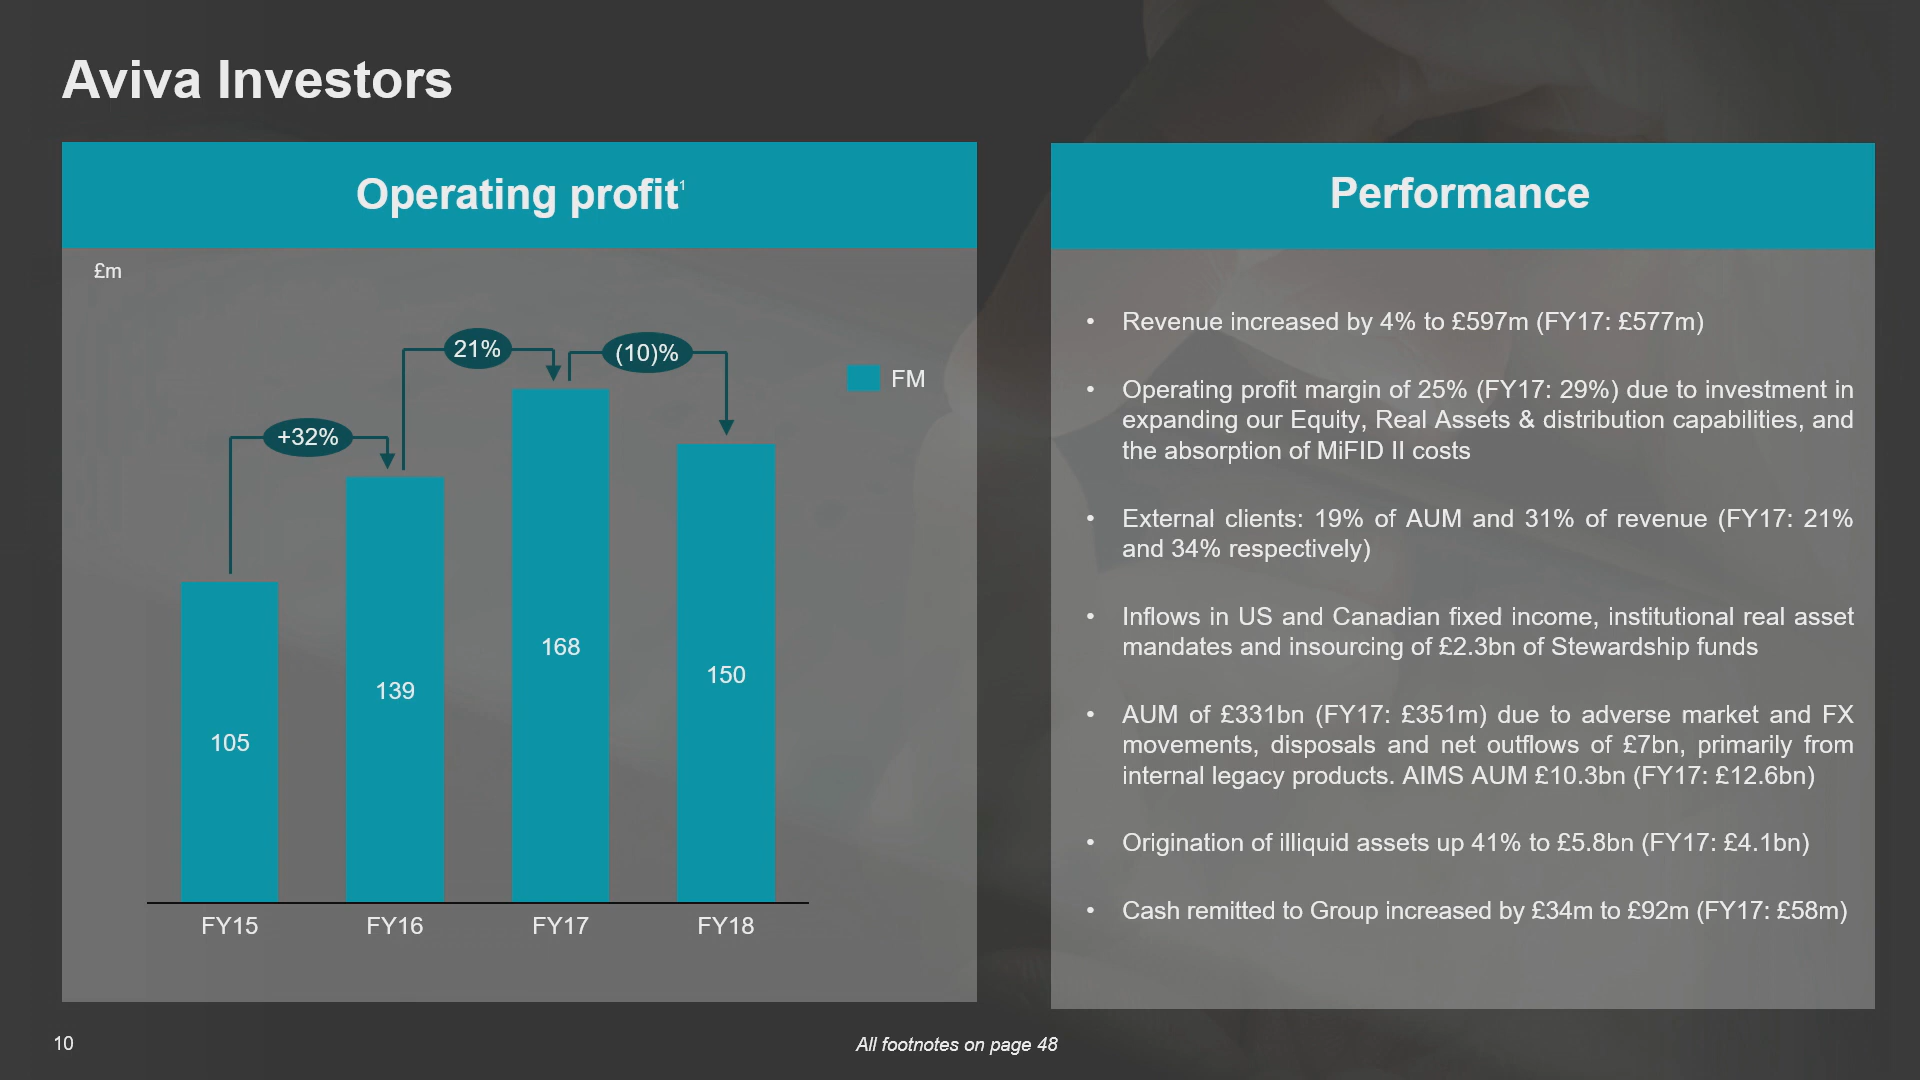 Aviva Investors
Operating profit¹
£m
+32%
21%
(10)%
FM
105
139
168
150
FY15
FY16
FY17
FY18
Performance
• Revenue increased by 4% to £597m (FY17: £577m)
• Operating profit margin of 25% (FY17: 29%) due to investment in
expanding our Equity, Real Assets & distribution capabilities, and
the absorption of MiFID II costs
• External clients: 19% of AUM and 31% of revenue (FY17: 21%
and 34% respectively)
• Inflows in US and Canadian fixed income, institutional real asset
mandates and insourcing of £2.3bn of Stewardship funds
• AUM of £331bn (FY17: £351m) due to adverse market and FX
movements, disposals and net outflows of £7bn, primarily from
internal legacy products. AIMS AUM £10.3bn (FY17: £12.6bn)
• Origination of illiquid assets up 41% to £5.8bn (FY17: £4.1bn)
• Cash remitted to Group increased by £34m to £92m (FY17: £58m)
10
All footnotes on page 48